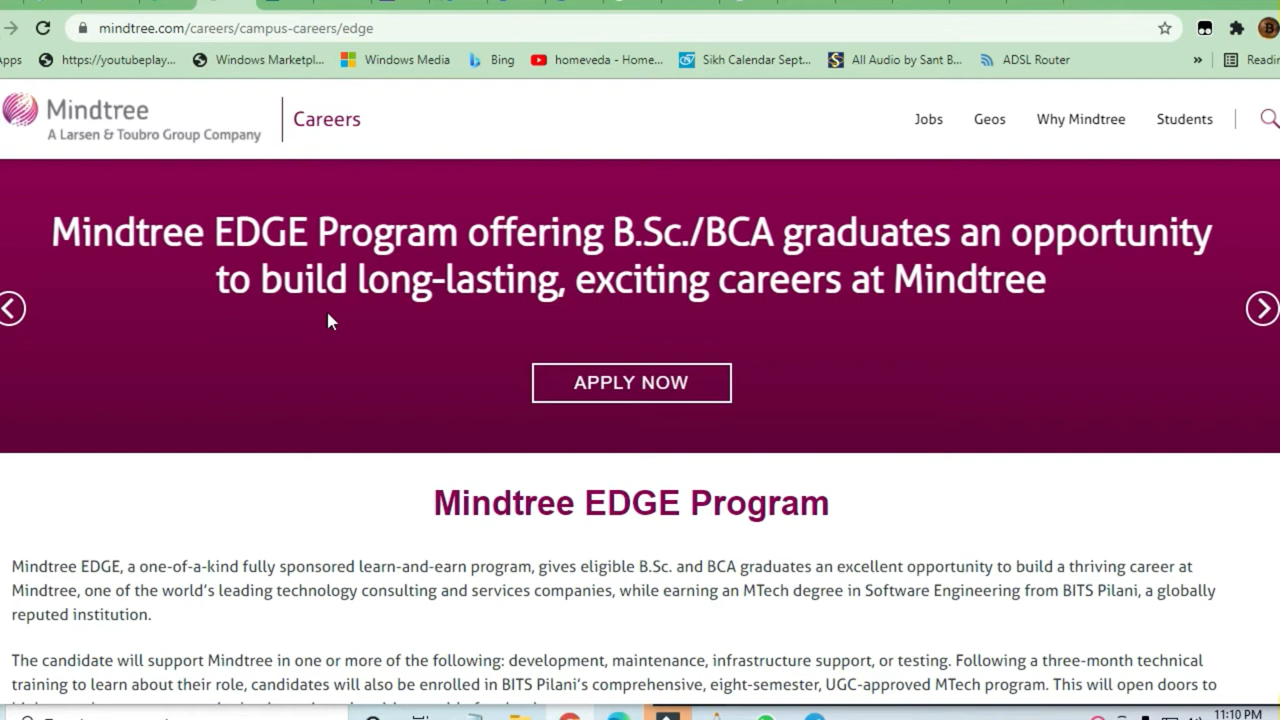 mindtree.com/careers/campus-careers/edge
Apps https://youtubeplay... Windows Marketpl... Windows Media Bing homeveda - Home... Sikh Calendar Sept... All Audio by Sant B... ADSL Router »
Mindtree
A Larsen & Toubro Group Company
Careers
Jobs Geos Why Mindtree Students
Mindtree EDGE Program offering B.Sc./BCA graduates an opportunity
to build long-lasting, exciting careers at Mindtree
APPLY NOW
Mindtree EDGE Program
Mindtree EDGE, a one-of-a-kind fully sponsored learn-and-earn program, gives eligible B.Sc. and BCA graduates an excellent opportunity to build a thriving career at
Mindtree, one of the world's leading technology consulting and services companies, while earning an MTech degree in Software Engineering from BITS Pilani, a globally
reputed institution.
The candidate will support Mindtree in one or more of the following: development, maintenance, infrastructure support, or testing. Following a three-month technical
training to learn about their role, candidates will also be enrolled in BITS Pilani's comprehensive, eight-semester, UGC-approved MTech program. This will open doors to
11:10 PM